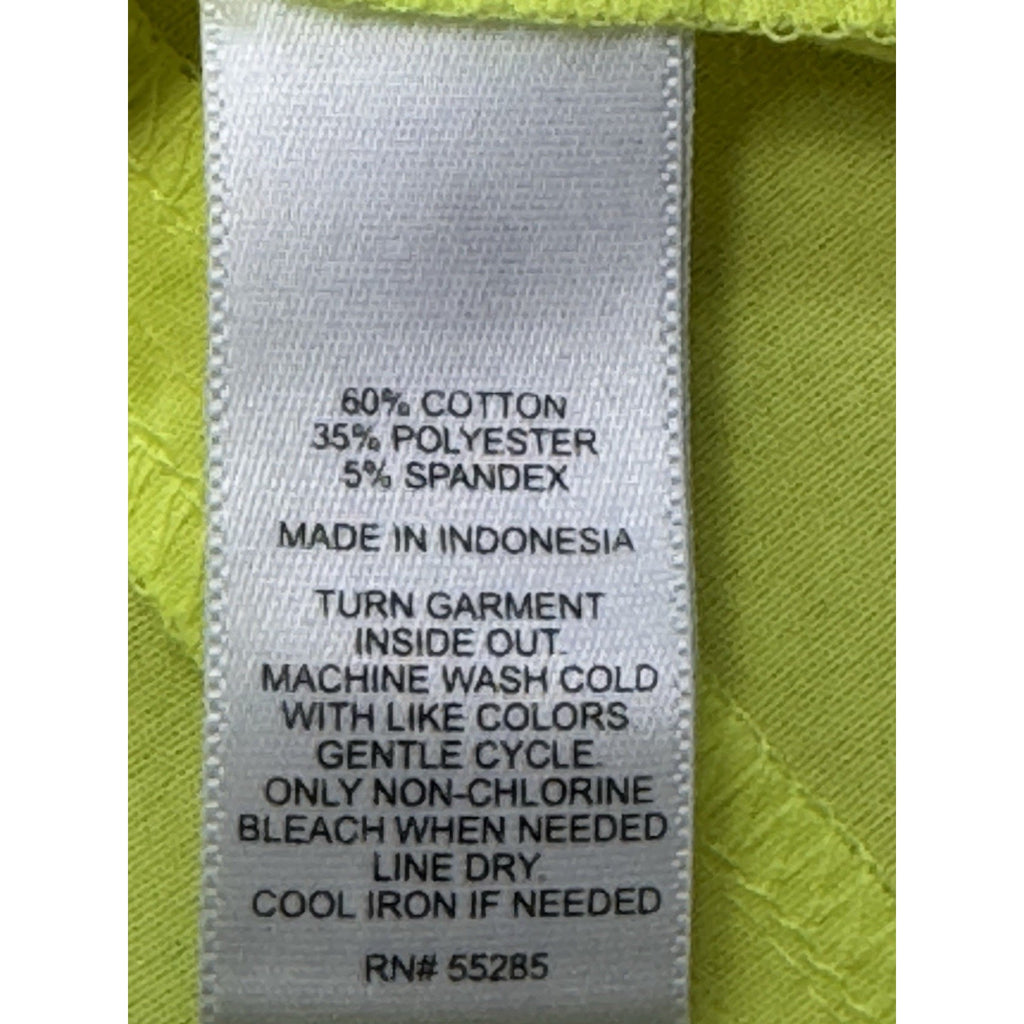 60% COTTON
35% POLYESTER
5% SPANDEX
MADE IN INDONESIA
TURN GARMENT
INSIDE OUT.
MACHINE WASH COLD
WITH LIKE COLORS
GENTLE CYCLE.
ONLY NON-CHLORINE
BLEACH WHEN NEEDED
LINE DRY.
COOL IRON IF NEEDED
RN# 55285